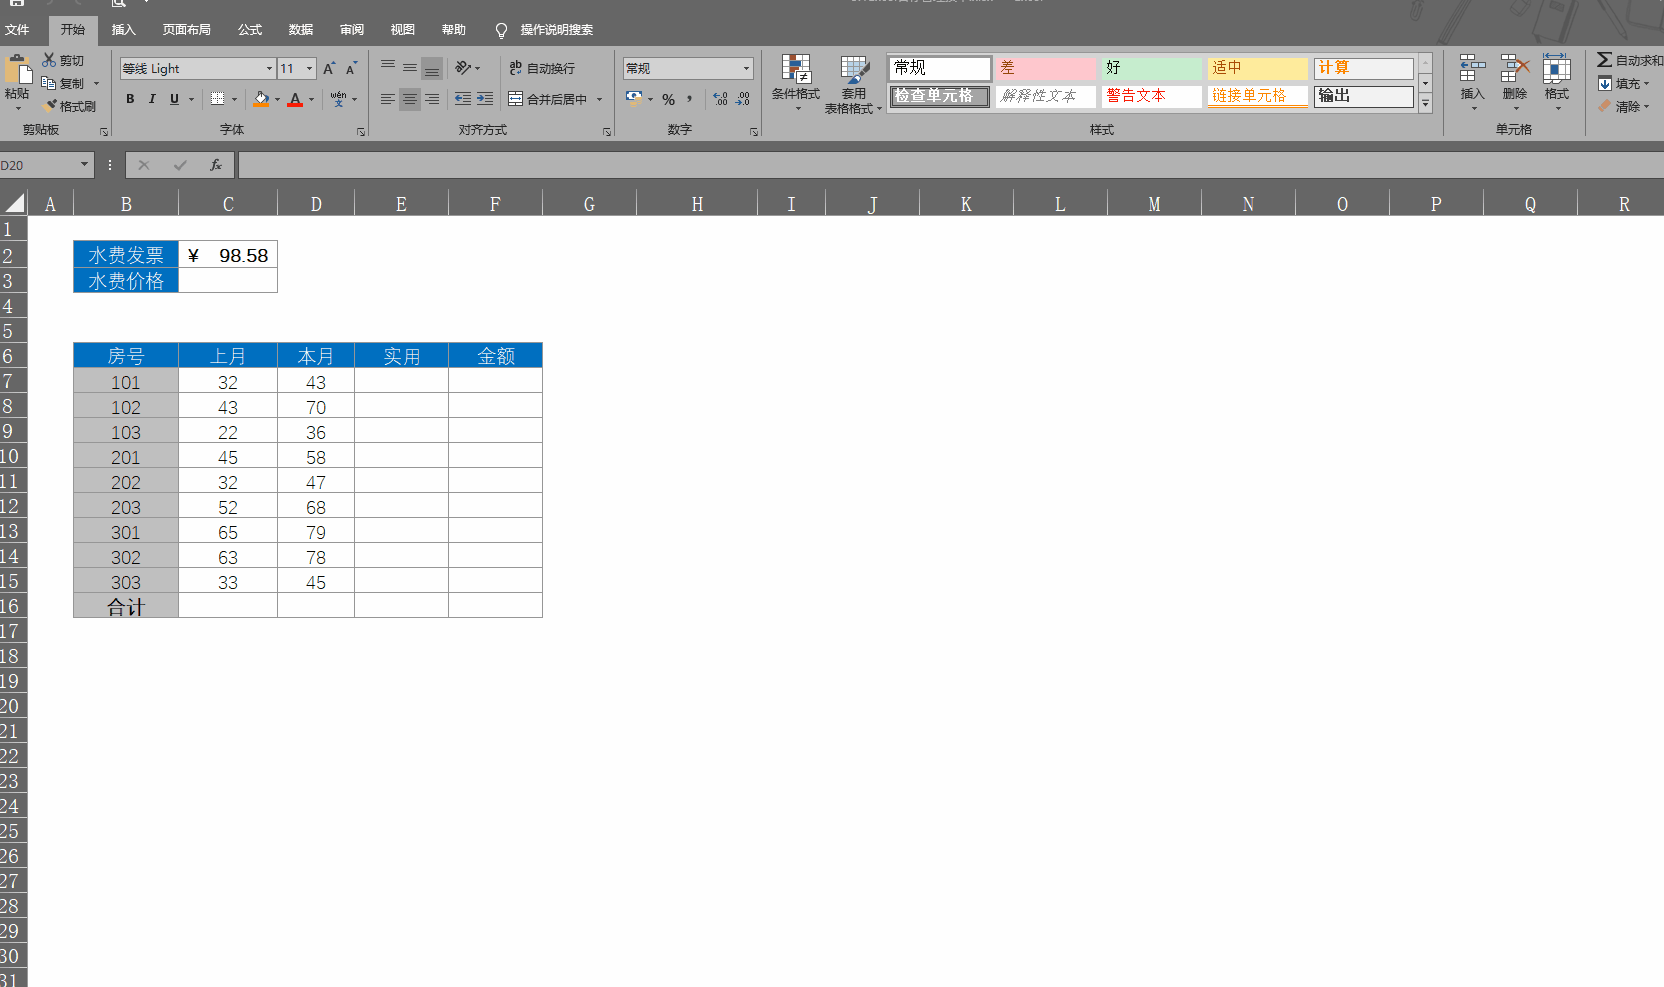 文件 开始 插入 页面布局 公式 数据 审阅 视图 帮助 操作说明搜索
粘贴 剪切 复制 格式刷 剪贴板
等线 Light 11 A A
B I U A wén 文 字体
ab 自动换行
合并后居中 对齐方式
常规
% , .00 .0 数字
条件格式 套用 表格格式
常规 差 好 适中 计算
检查单元格 解释性文本 警告文本 链接单元格 输出
样式
插入 删除 格式 单元格
Σ 自动求和
填充
清除
D20 fx
A B C D E F G H I J K L M N O P Q R
1
2 水费发票 ¥ 98.58
3 水费价格
4
5
6 房号 上月 本月 实用 金额
7 101 32 43
8 102 43 70
9 103 22 36
10 201 45 58
11 202 32 47
12 203 52 68
13 301 65 79
14 302 63 78
15 303 33 45
16 合计
17
18
19
20
21
22
23
24
25
26
27
28
29
30
31